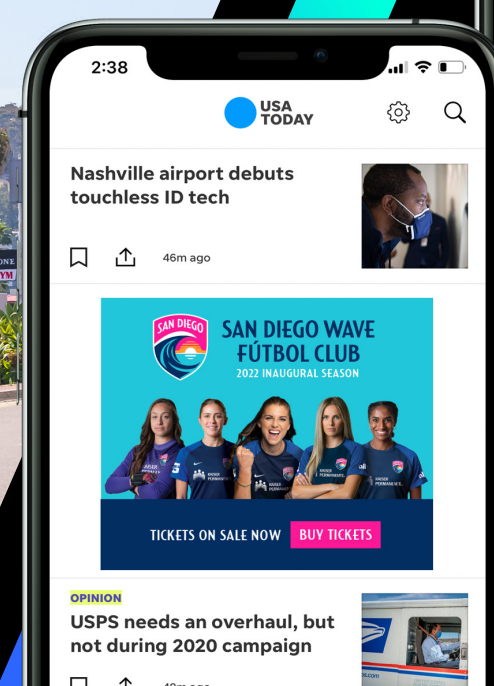 2:38
USA
TODAY
Nashville airport debuts
touchless ID tech
46m ago
SAN DIEGO
SAN DIEGO WAVE
FÚTBOL CLUB
2022 INAUGURAL SEASON
KAISER
PERMANENTE
TICKETS ON SALE NOW
BUY TICKETS
OPINION
USPS needs an overhaul, but
not during 2020 campaign